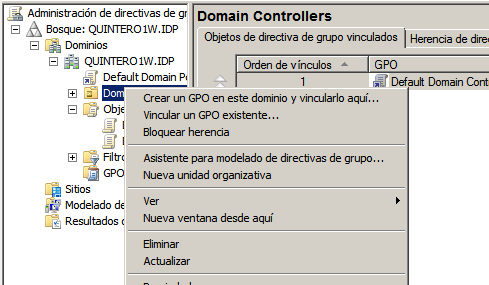 Administración de directivas de gr
Bosque: QUINTERO1W.IDP
Dominios
QUINTERO1W.IDP
Default Domain Po
Dom
Obje
D
D
Filtro
GPO
Sitios
Modelado de
Resultados d
Domain Controllers
Objetos de directiva de grupo vinculados
Herencia de direc
Orden de vínculos
GPO
1
Default Domain Cont
Crear un GPO en este dominio y vincularlo aquí...
Vincular un GPO existente...
Bloquear herencia
Asistente para modelado de directivas de grupo...
Nueva unidad organizativa
Ver
Nueva ventana desde aquí
Eliminar
Actualizar